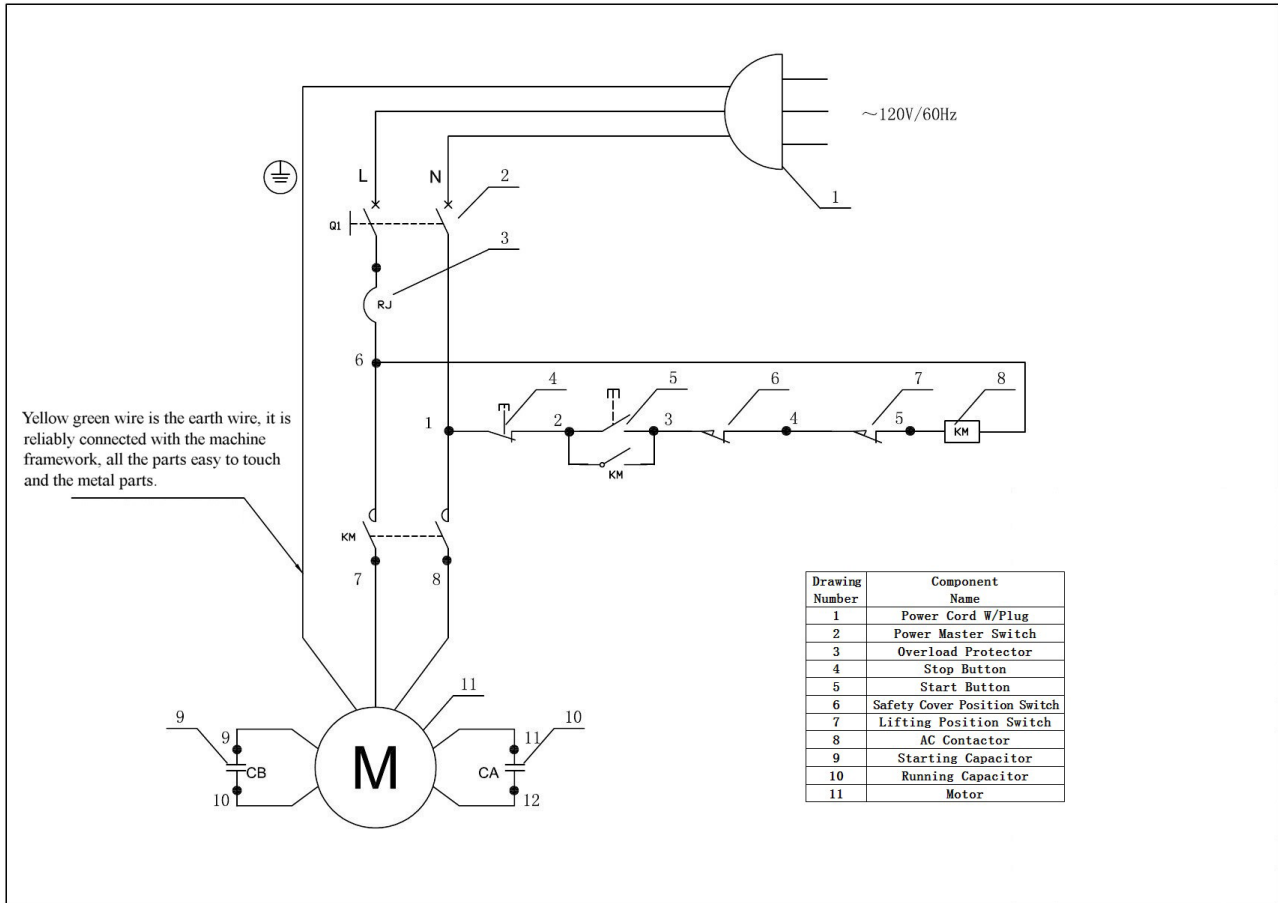 ~120V/60Hz
1
L N 2
Q1
3
RJ
6
4 5 6 7 8
1 2 3 4 5
KM
KM
Yellow green wire is the earth wire, it is
reliably connected with the machine
framework, all the parts easy to touch
and the metal parts.
KM
7 8
11
9 10
9 11
CB M CA
10 12
Drawing Number Component Name
1 Power Cord W/Plug
2 Power Master Switch
3 Overload Protector
4 Stop Button
5 Start Button
6 Safety Cover Position Switch
7 Lifting Position Switch
8 AC Contactor
9 Starting Capacitor
10 Running Capacitor
11 Motor